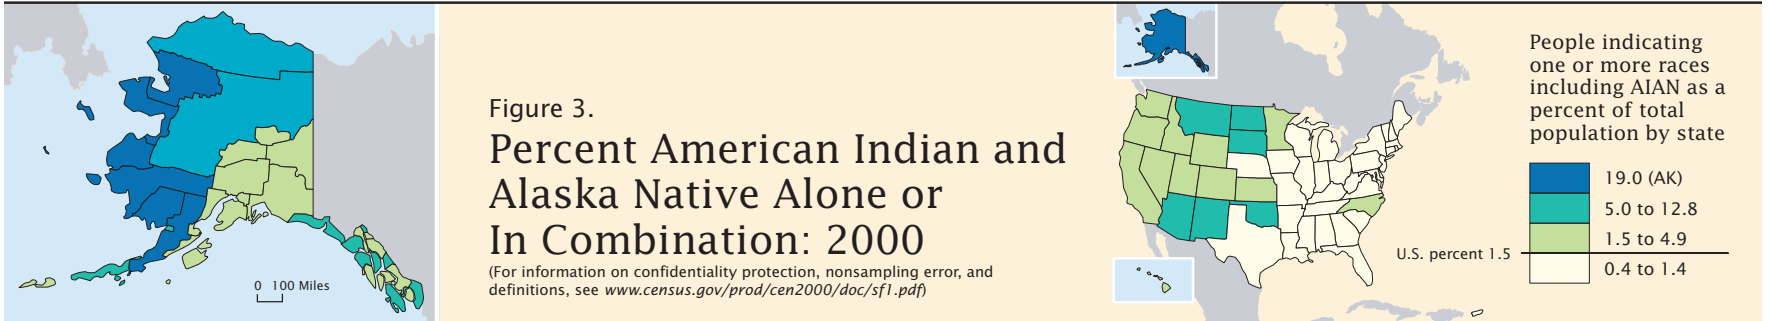 Figure 3.
Percent American Indian and
Alaska Native Alone or
In Combination: 2000
(For information on confidentiality protection, nonsampling error, and
definitions, see www.census.gov/prod/cen2000/doc/sf1.pdf)
0 100 Miles
People indicating
one or more races
including AIAN as a
percent of total
population by state
19.0 (AK)
5.0 to 12.8
1.5 to 4.9
U.S. percent 1.5
0.4 to 1.4